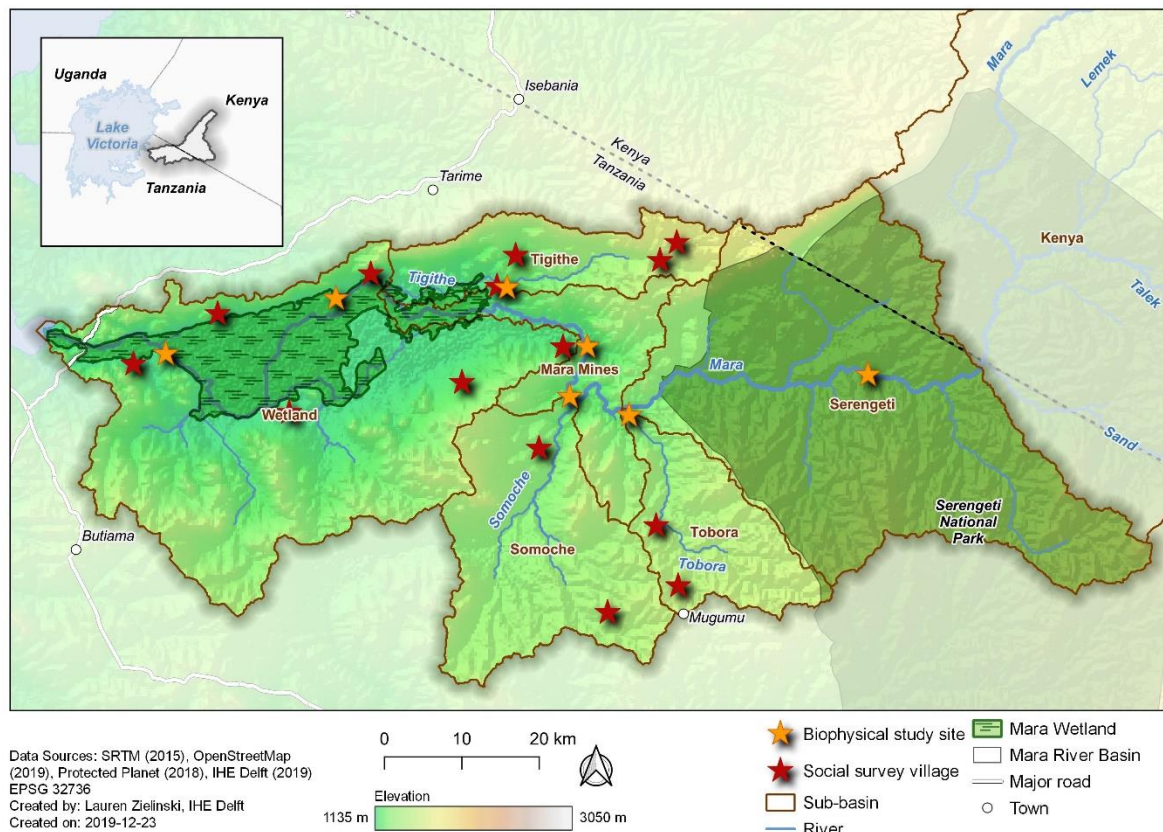 Uganda
Kenya
Lake
Victoria
Tanzania
Isebania
Kenya
Tanzania
Mara
Lemek
Tarime
Kenya
Talek
Tigithe
Tigithe
Mara Mines
Mara
Serengeti
Wetland
Sand
Somoche
Serengeti
National
Park
Butiama
Somoche
Tobora
Tobora
Mugumu
Data Sources: SRTM (2015), OpenStreetMap
(2019), Protected Planet (2018), IHE Delft (2019)
EPSG 32736
Created by: Lauren Zielinski, IHE Delft
Created on: 2019-12-23
0 10 20 km
Elevation
1135 m 3050 m
Biophysical study site
Social survey village
Sub-basin
River
Mara Wetland
Mara River Basin
Major road
Town